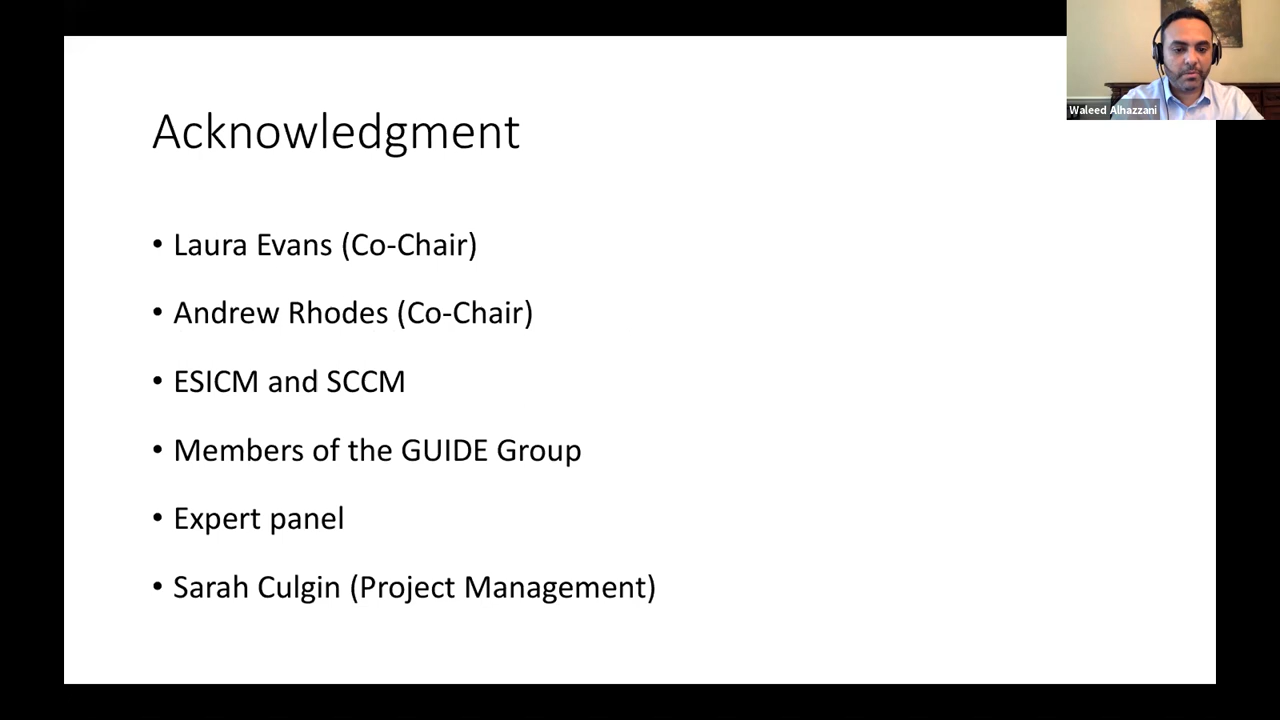 Waleed Alhazzani
Acknowledgment
• Laura Evans (Co-Chair)
• Andrew Rhodes (Co-Chair)
• ESICM and SCCM
• Members of the GUIDE Group
• Expert panel
• Sarah Culgin (Project Management)